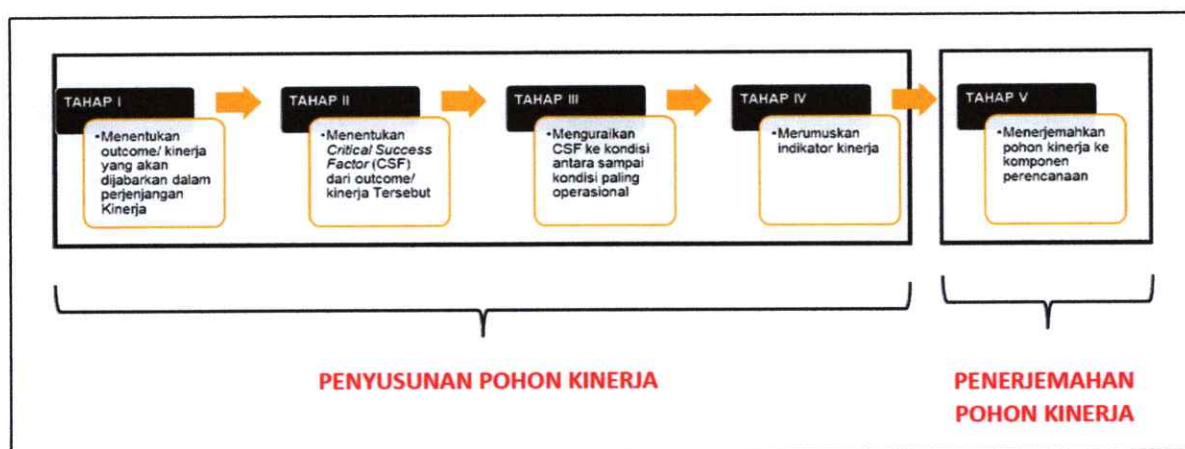 TAHAP I
•Menentukan
outcome/ kinerja
yang akan
dijabarkan dalam
perjenjangan
Kinerja
TAHAP II
•Menentukan
Critical Success
Factor (CSF)
dari outcome/
kinerja Tersebut
TAHAP III
•Menguraikan
CSF ke kondisi
antara sampai
kondisi paling
operasional
TAHAP IV
•Merumuskan
indikator kinerja
TAHAP V
•Menerjemahkan
pohon kinerja ke
komponen
perencanaan
PENYUSUNAN POHON KINERJA
PENERJEMAHAN
POHON KINERJA